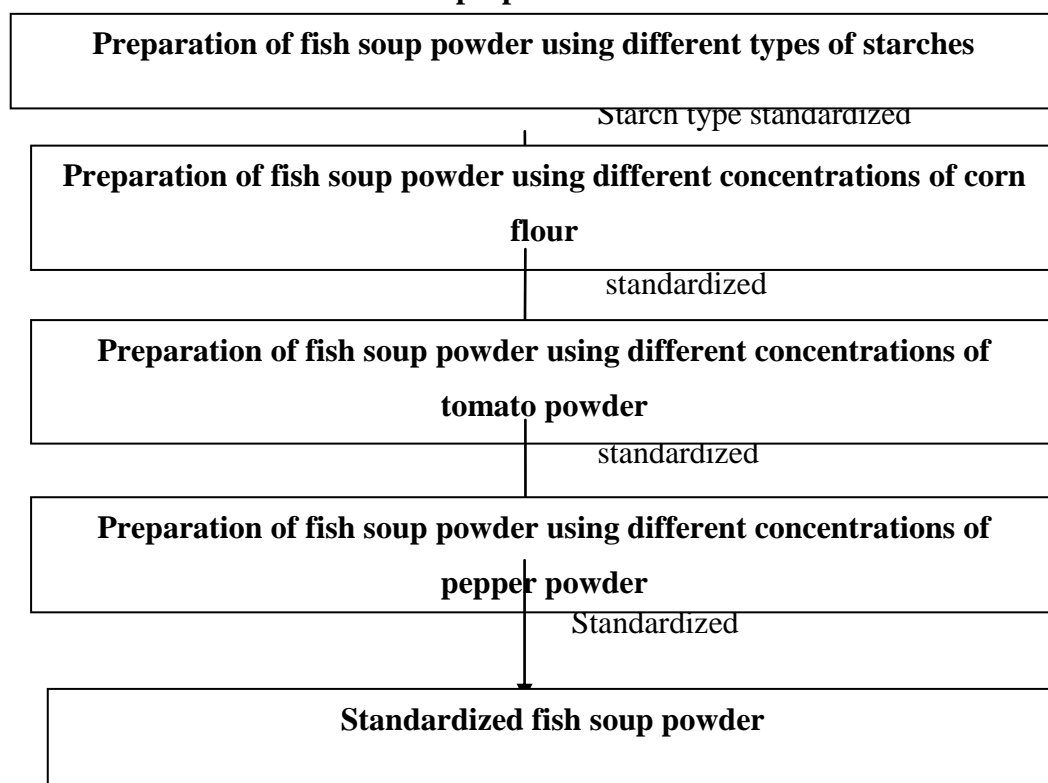 Preparation of fish soup powder using different types of starches
Starch type standardized
Preparation of fish soup powder using different concentrations of corn
flour
standardized
Preparation of fish soup powder using different concentrations of
tomato powder
standardized
Preparation of fish soup powder using different concentrations of
pepper powder
Standardized
Standardized fish soup powder